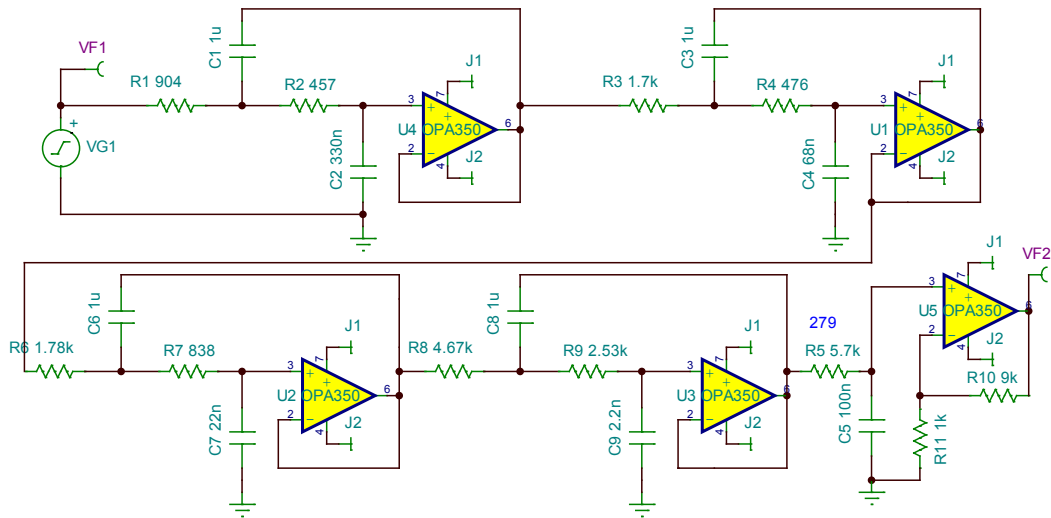 VF1
VG1
+
R1 904
C1 1u
R2 457
C2 330n
J1
U4 OPA350
J2
3
2
7
4
6
+
−
+
R3 1.7k
C3 1u
R4 476
C4 68n
J1
U1 OPA350
J2
3
2
7
4
6
+
−
+
R6 1.78k
C6 1u
R7 838
C7 22n
J1
U2 OPA350
J2
3
2
7
4
6
+
−
+
R8 4.67k
C8 1u
R9 2.53k
C9 2.2n
J1
U3 OPA350
J2
3
2
7
4
6
+
−
+
279
R5 5.7k
C5 100n
J1
VF2
U5 OPA350
J2
3
2
7
4
6
+
−
+
R10 9k
R11 1k